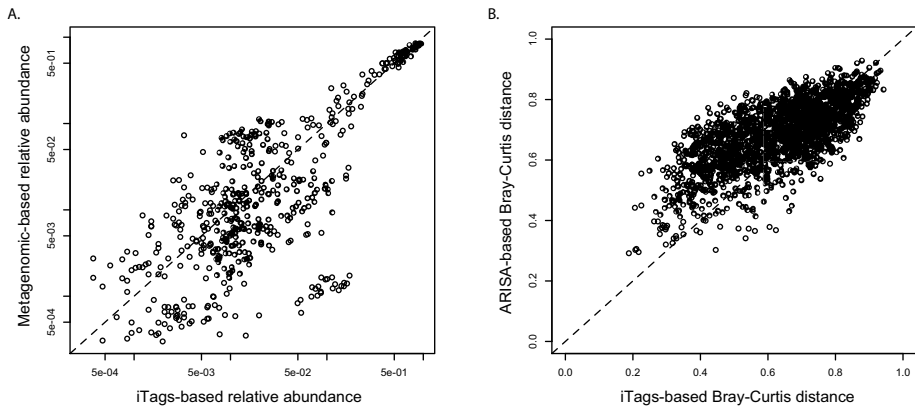 A.
Metagenomic-based relative abundance
5e-01
5e-02
5e-03
5e-04
5e-04 5e-03 5e-02 5e-01
iTags-based relative abundance
B.
ARISA-based Bray-Curtis distance
1.0
0.8
0.6
0.4
0.2
0.0
0.0 0.2 0.4 0.6 0.8 1.0
iTags-based Bray-Curtis distance